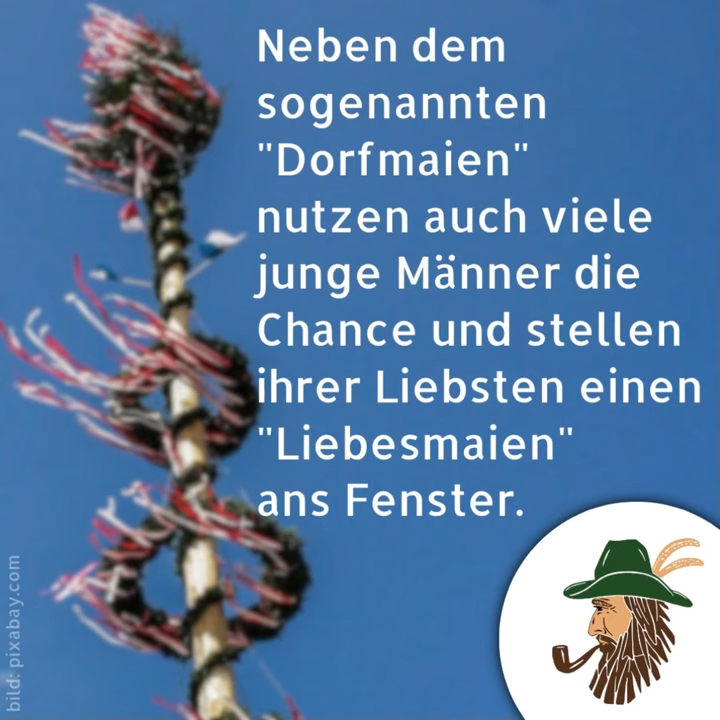 Neben dem
sogenannten
"Dorfmaien"
nutzen auch viele
junge Männer die
Chance und stellen
ihrer Liebsten einen
"Liebesmaien"
ans Fenster.
bild: pixabay.com